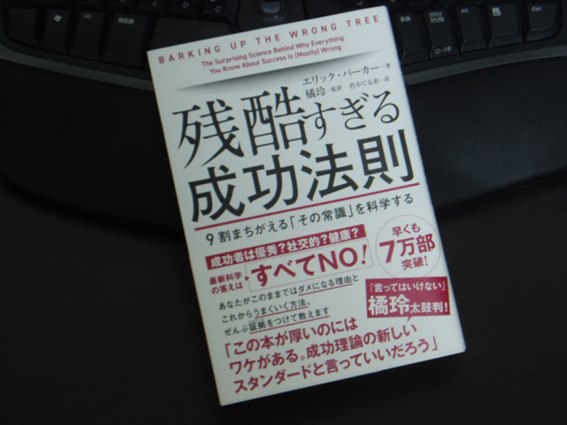 BARKING UP THE WRONG TREE
The Surprising Science Behind Why Everything
You Know About Success Is (Mostly) Wrong
エリック・バーカー 著
橘玲 監訳 竹中てる実 訳
残酷すぎる
成功法則
9割まちがえる「その常識」を科学する
成功者は優秀?社交的?健康?
最新科学の答えは
すべてNO!
早くも
7万部
突破!
あなたがこのままではダメになる理由と
これからうまくいく方法、
ぜんぶ証拠をつけて教えます
『言ってはいけない』
橘玲太鼓判!
「この本が厚いのには
ワケがある。成功理論の新しい
スタンダードと言っていいだろう」